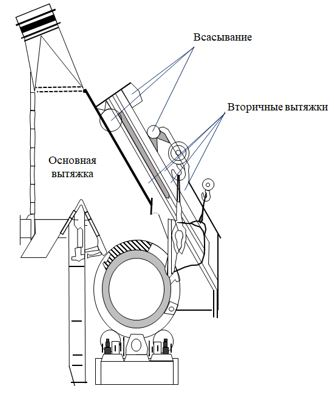 Всасывание
Вторичные вытяжки
Основная
вытяжка